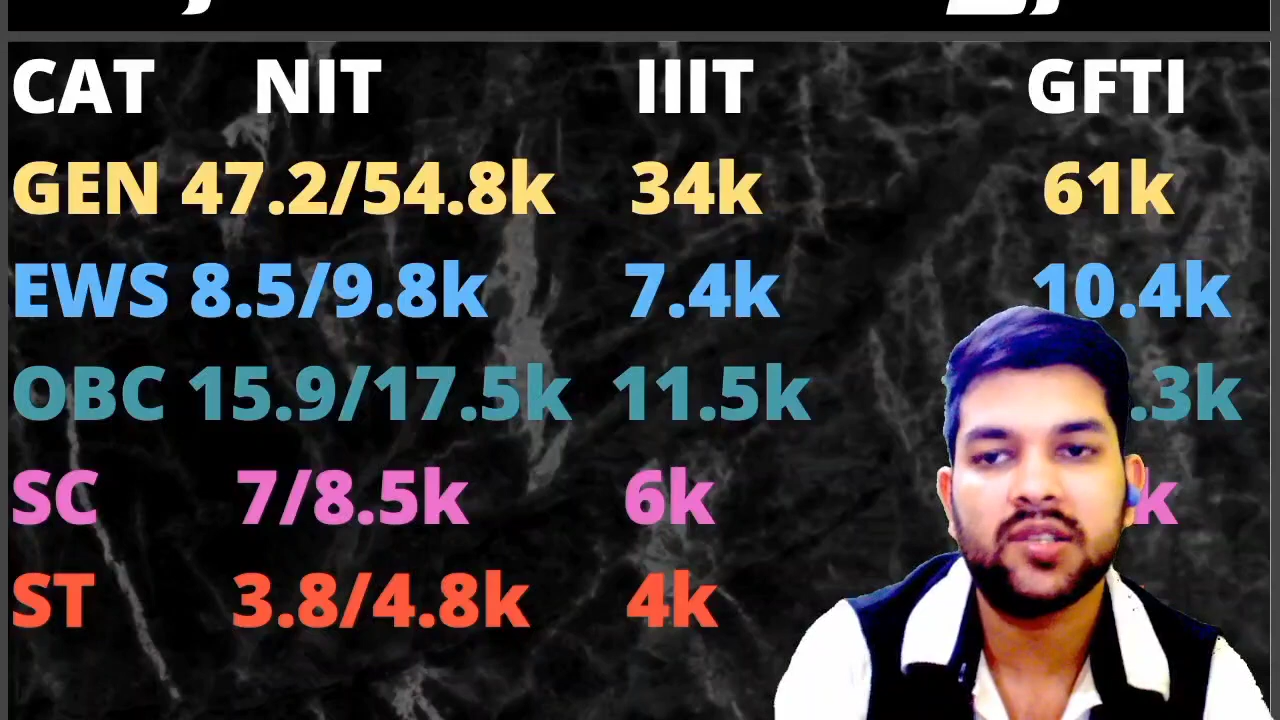 CAT NIT IIIT GFTI
GEN 47.2/54.8k 34k 61k
EWS 8.5/9.8k 7.4k 10.4k
OBC 15.9/17.5k 11.5k .3k
SC 7/8.5k 6k k
ST 3.8/4.8k 4k